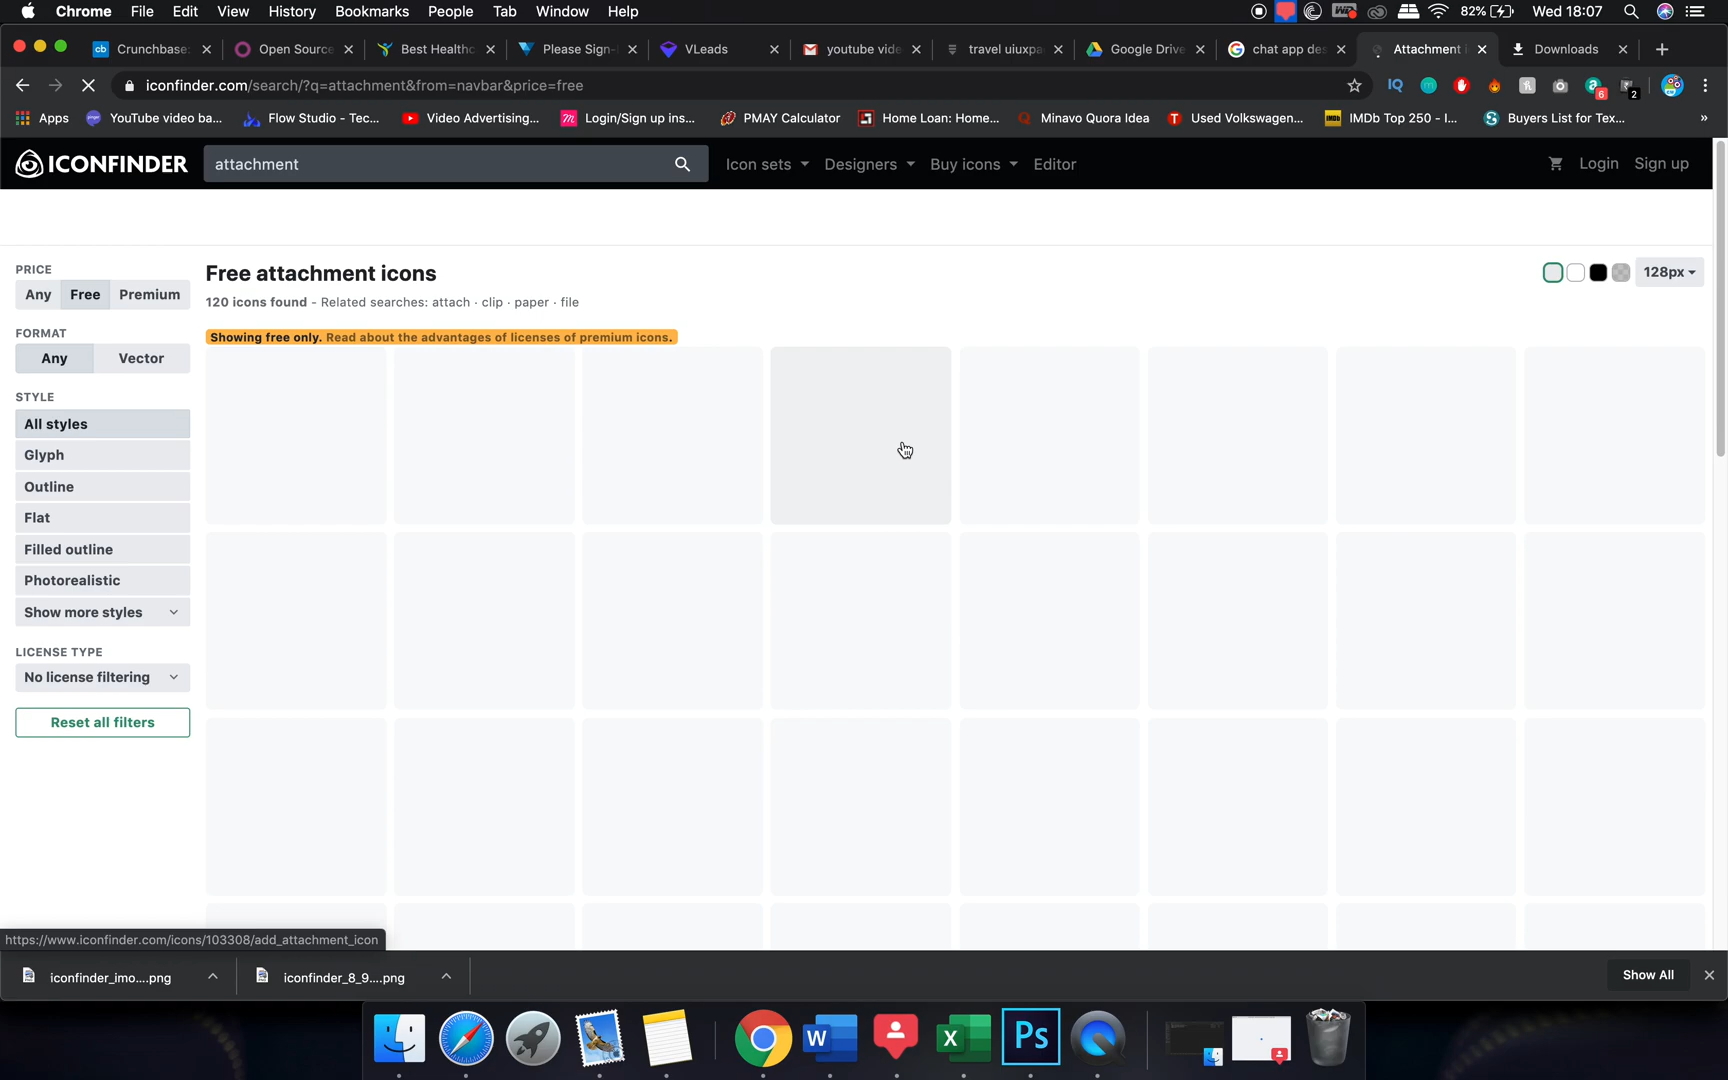 Chrome File Edit View History Bookmarks People Tab Window Help 82% Wed 18:07
cb Crunchbase: Open Source Best Healthc Please Sign- VLeads youtube vide travel uiuxpa Google Drive chat app des Attachment i Downloads
iconfinder.com/search/?q=attachment&from=navbar&price=free IQ 6 2
Apps YouTube video ba... Flow Studio - Tec... Video Advertising... Login/Sign up ins... PMAY Calculator Home Loan: Home... Minavo Quora Idea Used Volkswagen... IMDb Top 250 - I... Buyers List for Tex... »
ICONFINDER attachment Icon sets Designers Buy icons Editor Login Sign up
PRICE
Any Free Premium
FORMAT
Any Vector
STYLE
All styles
Glyph
Outline
Flat
Filled outline
Photorealistic
Show more styles
LICENSE TYPE
No license filtering
Reset all filters
Free attachment icons
128px
120 icons found - Related searches: attach · clip · paper · file
Showing free only. Read about the advantages of licenses of premium icons.
https://www.iconfinder.com/icons/103308/add_attachment_icon
iconfinder_imo....png iconfinder_8_9....png Show All
W X Ps